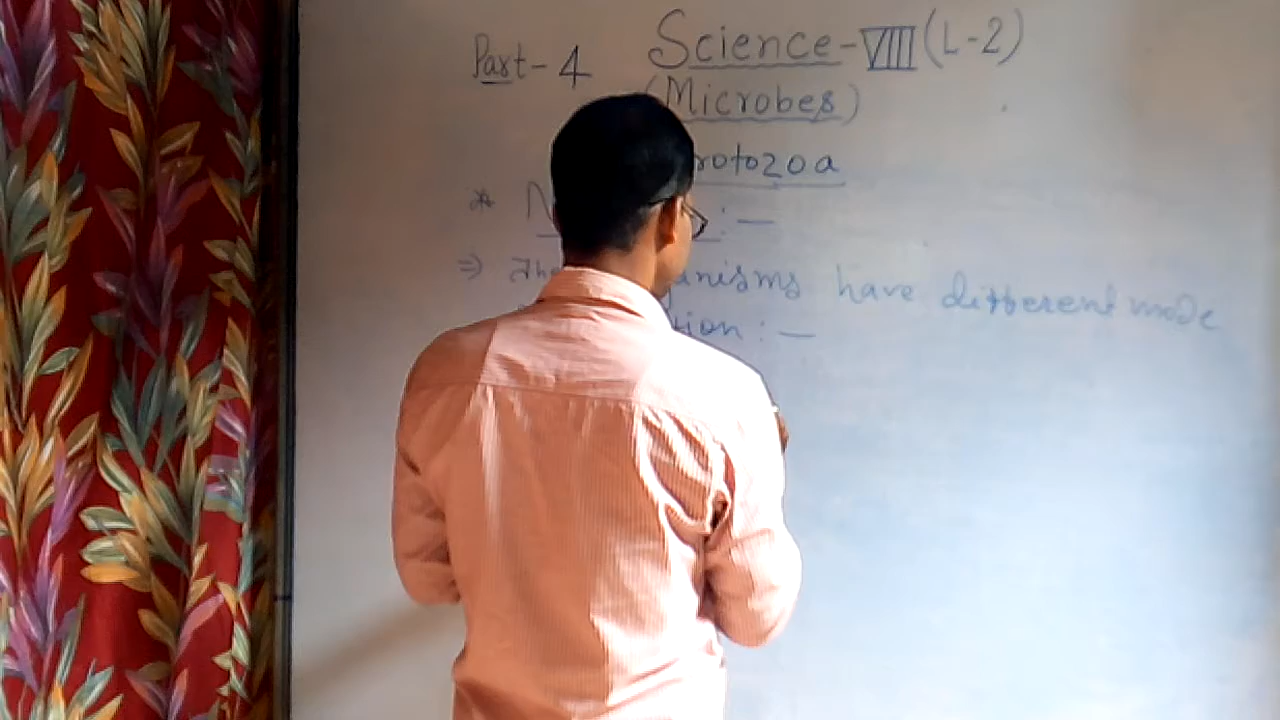 Part-4 Science-VIII (L-2)
(Microbes)
rotozoa
* N :—
⇒ The anisms have different mode
tion :—